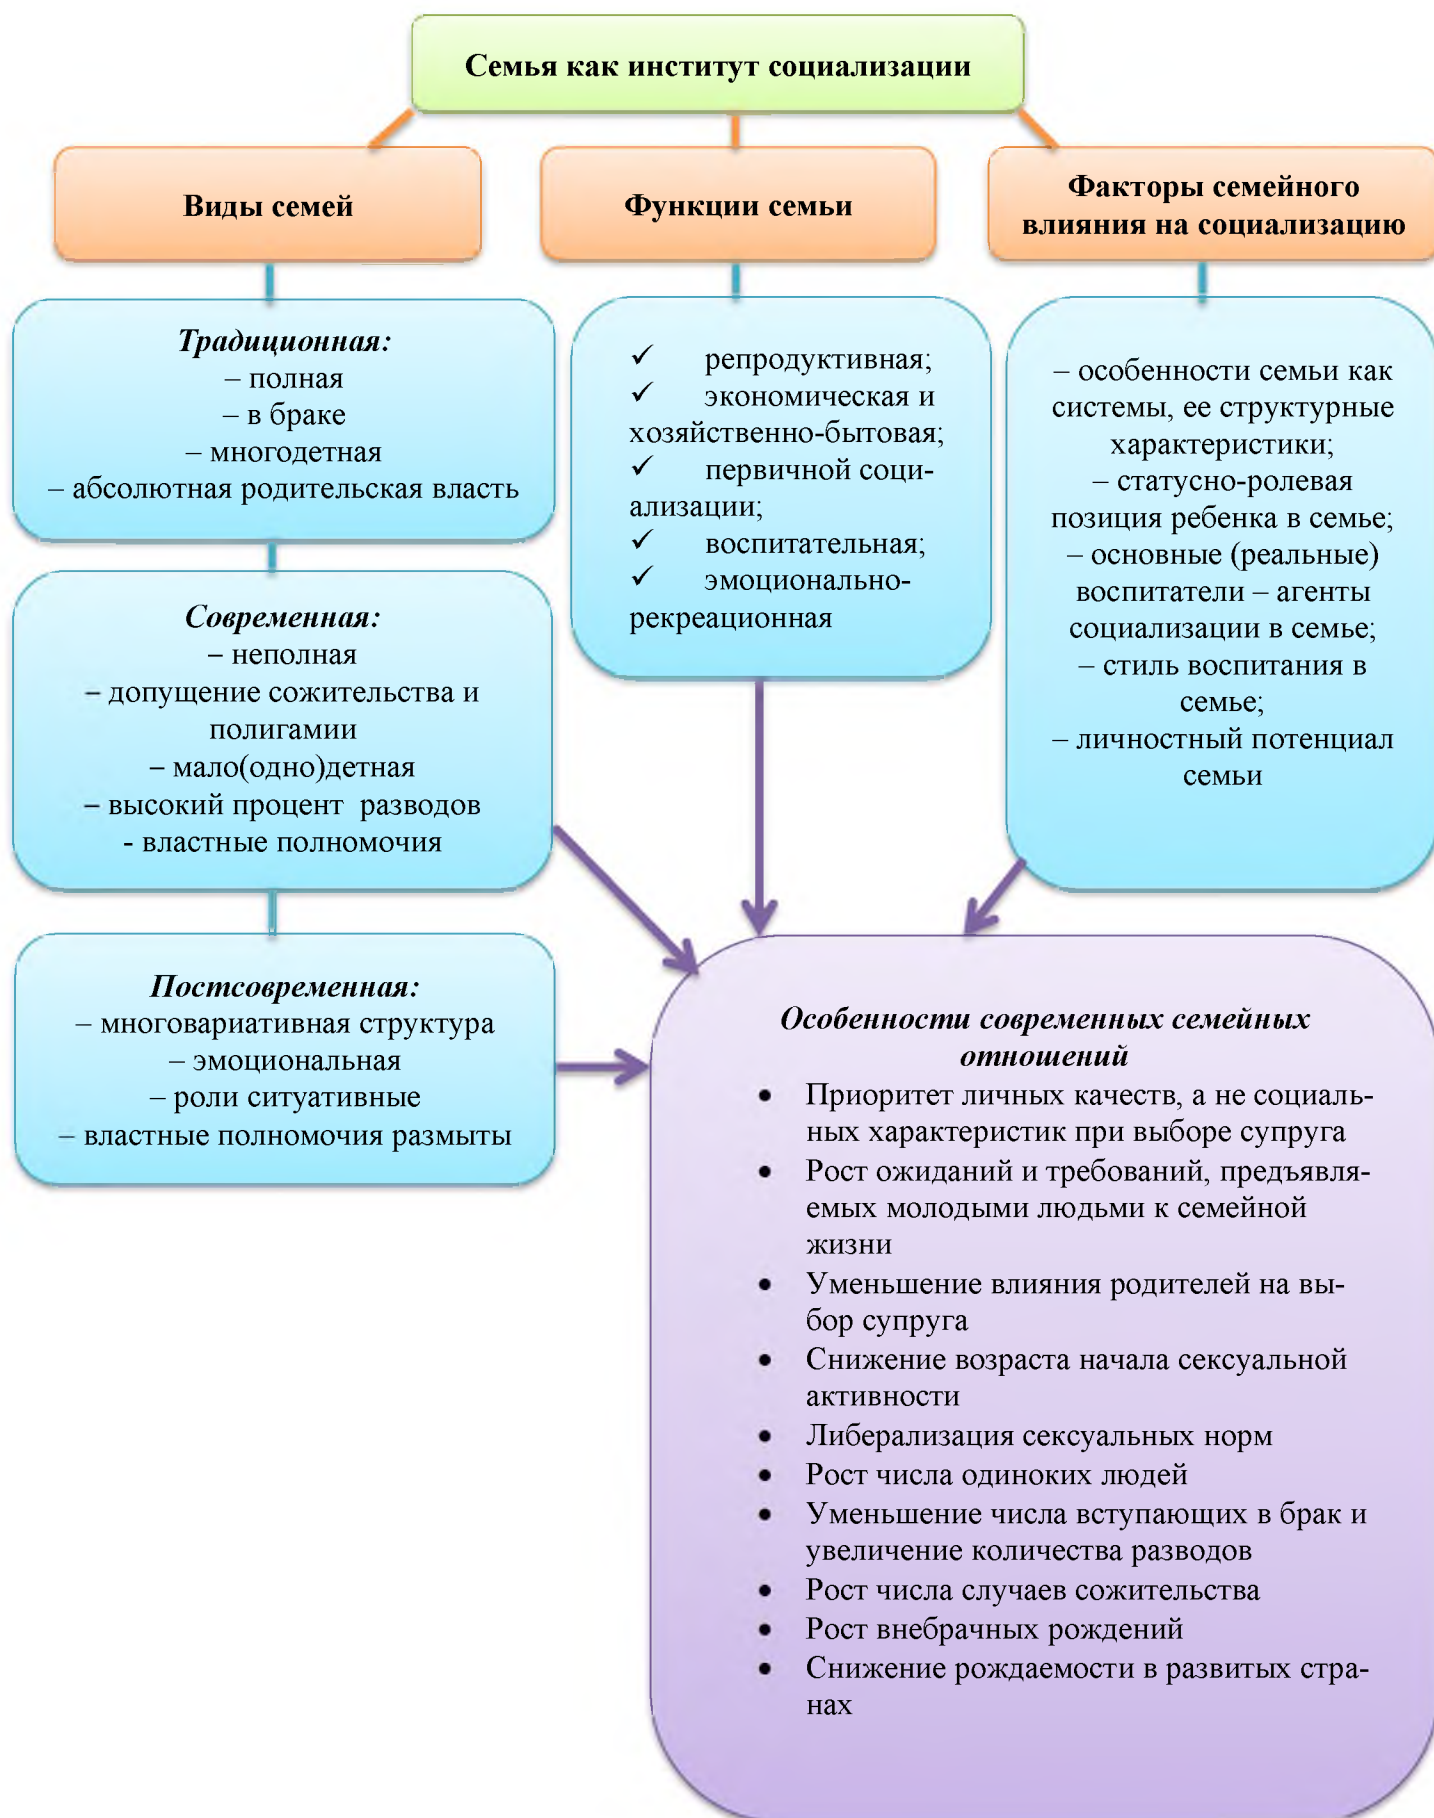 Семья как институт социализации
Виды семей
Функции семьи
Факторы семейного
влияния на социализацию
Традиционная:
– полная
– в браке
– многодетная
– абсолютная родительская власть
Современная:
– неполная
– допущение сожительства и
полигамии
– мало(одно)детная
– высокий процент разводов
- властные полномочия
Постсовременная:
– многовариативная структура
– эмоциональная
– роли ситуативные
– властные полномочия размыты
✓ репродуктивная;
✓ экономическая и
хозяйственно-бытовая;
✓ первичной соци-
ализации;
✓ воспитательная;
✓ эмоционально-
рекреационная
– особенности семьи как
системы, ее структурные
характеристики;
– статусно-ролевая
позиция ребенка в семье;
– основные (реальные)
воспитатели – агенты
социализации в семье;
– стиль воспитания в
семье;
– личностный потенциал
семьи
Особенности современных семейных
отношений
• Приоритет личных качеств, а не социаль-
ных характеристик при выборе супруга
• Рост ожиданий и требований, предъявля-
емых молодыми людьми к семейной
жизни
• Уменьшение влияния родителей на вы-
бор супруга
• Снижение возраста начала сексуальной
активности
• Либерализация сексуальных норм
• Рост числа одиноких людей
• Уменьшение числа вступающих в брак и
увеличение количества разводов
• Рост числа случаев сожительства
• Рост внебрачных рождений
• Снижение рождаемости в развитых стра-
нах